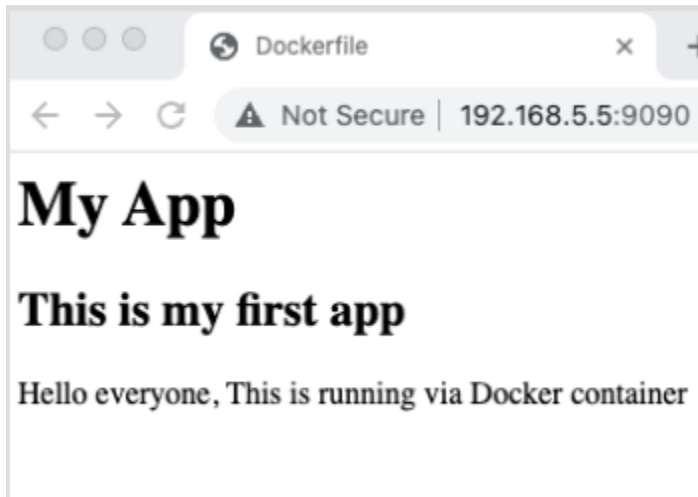 Dockerfile
Not Secure | 192.168.5.5:9090
My App
This is my first app
Hello everyone, This is running via Docker container